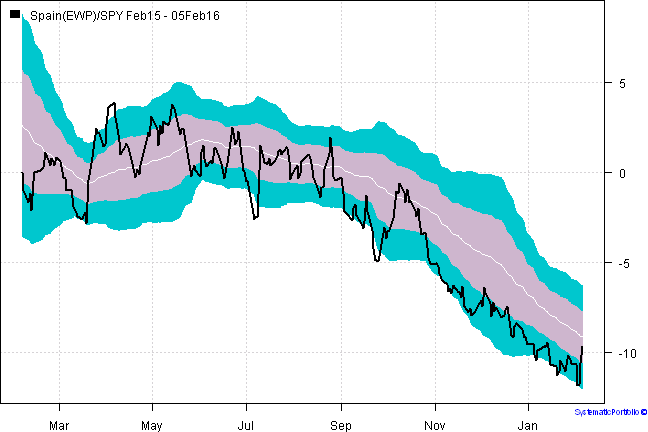 Spain(EWP)/SPY Feb15 - 05Feb16
5
0
-5
-10
Mar May Jul Sep Nov Jan
SystematicPortfolio ©